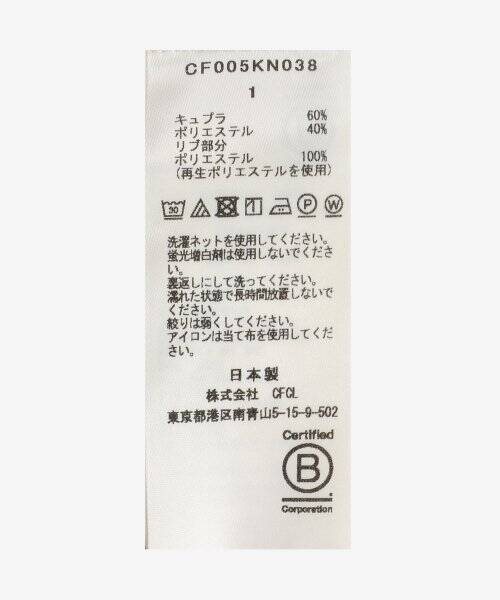 CF005KN038
1
キュプラ 60%
ポリエステル 40%
リブ部分
ポリエステル 100%
(再生ポリエステルを使用)
30 P W
洗濯ネットを使用してください。
蛍光増白剤は使用しないでくださ
い。
裏返しにして洗ってください。
濡れた状態で長時間放置しないで
ください。
絞りは弱くしてください。
アイロンは当て布を使用してくだ
さい。
日本製
株式会社 CFCL
東京都港区南青山5-15-9-502
Certified
B
Corporation